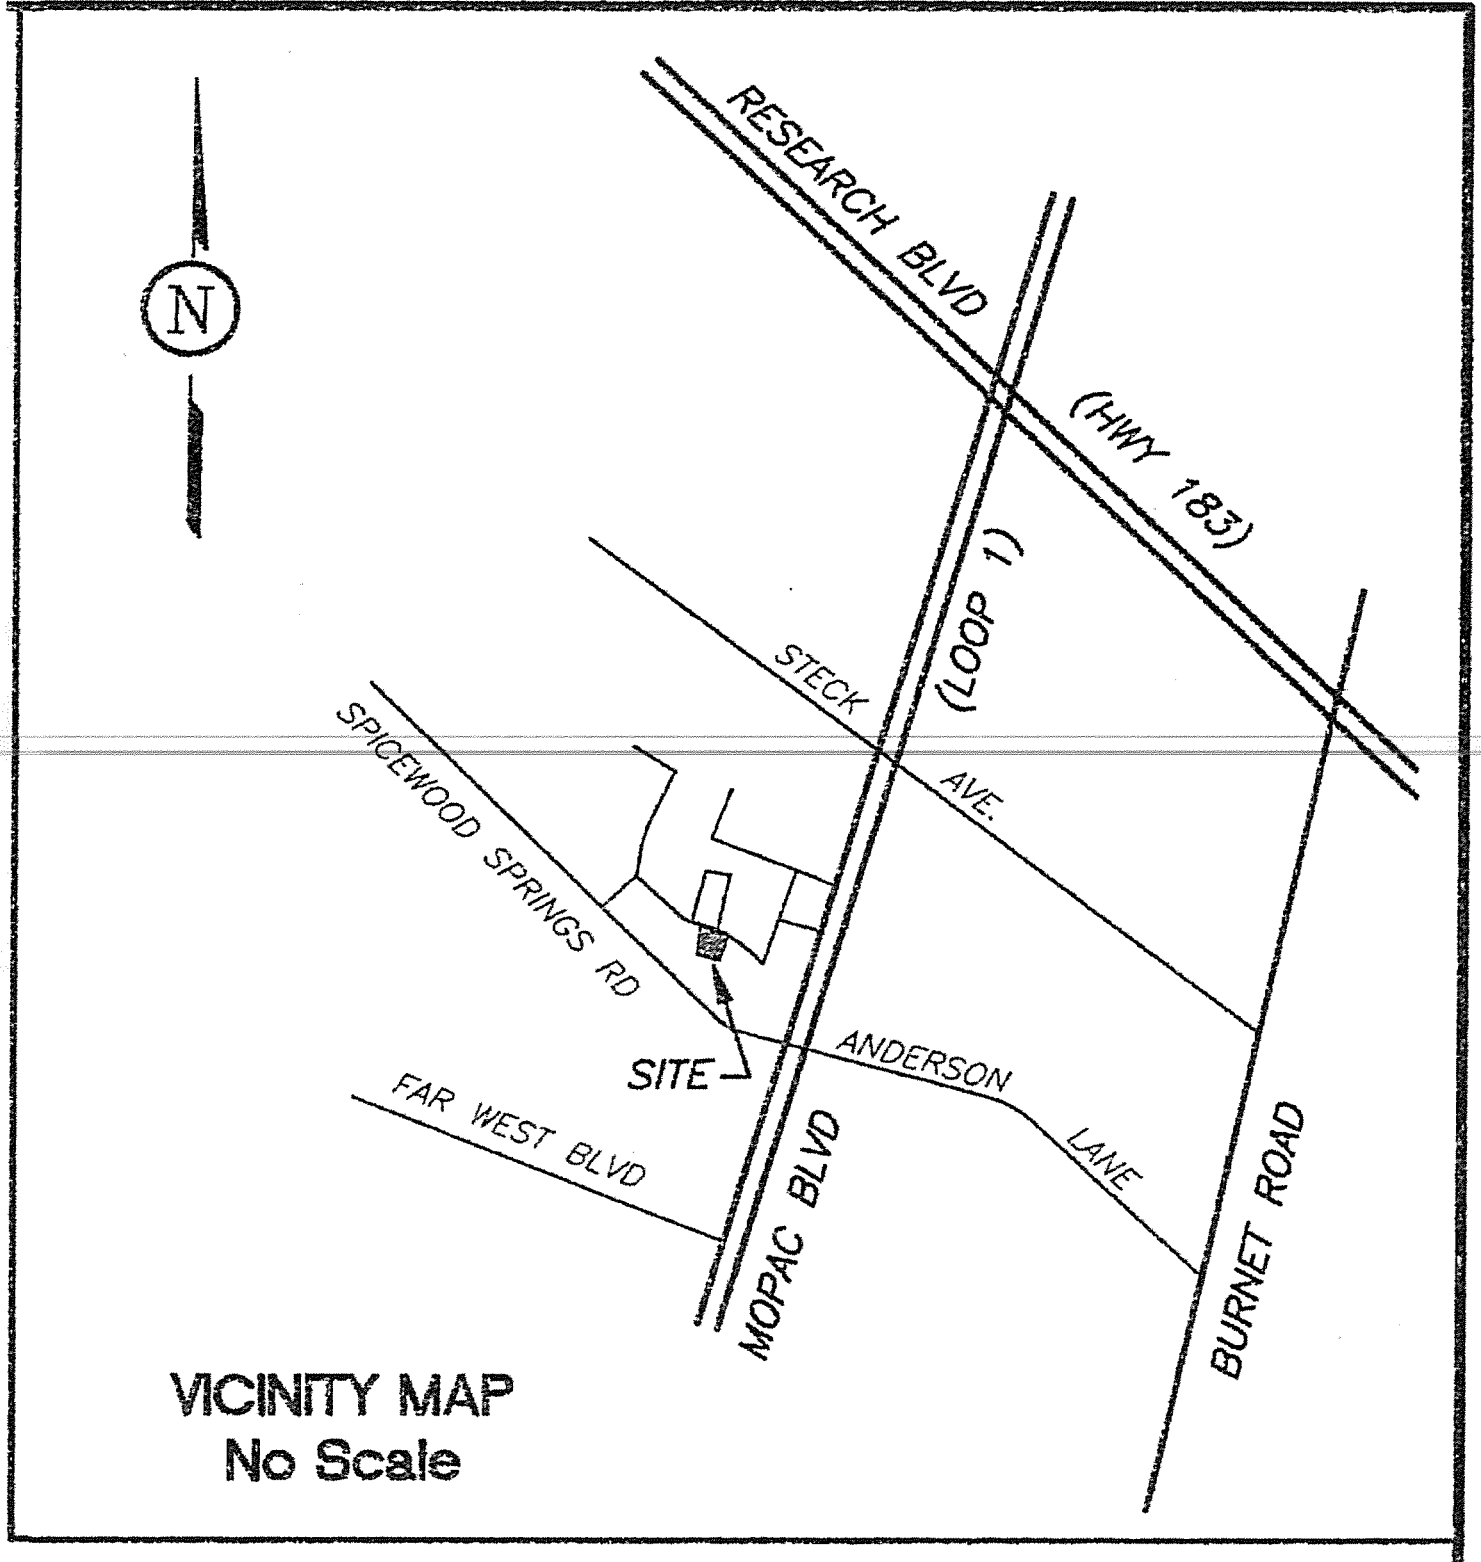 RESEARCH BLVD
(HWY 183)
N
(LOOP 1)
STECK
AVE.
SPICEWOOD SPRINGS RD
ANDERSON
LANE
SITE
FAR WEST BLVD
MOPAC BLVD
BURNET ROAD
VICINITY MAP
No Scale